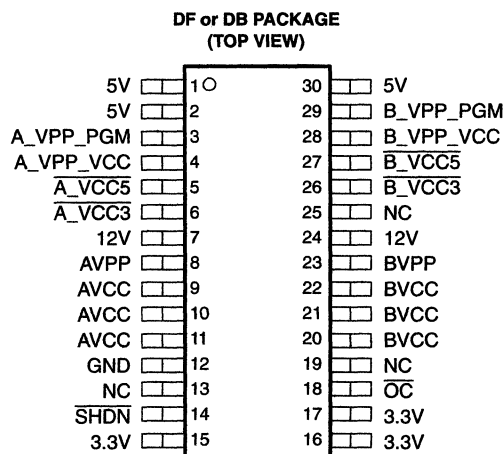 DF or DB PACKAGE
(TOP VIEW)
5V 1 30 5V
5V 2 29 B_VPP_PGM
A_VPP_PGM 3 28 B_VPP_VCC
A_VPP_VCC 4 27 B_VCC5
A_VCC5 5 26 B_VCC3
A_VCC3 6 25 NC
12V 7 24 12V
AVPP 8 23 BVPP
AVCC 9 22 BVCC
AVCC 10 21 BVCC
AVCC 11 20 BVCC
GND 12 19 NC
NC 13 18 OC
SHDN 14 17 3.3V
3.3V 15 16 3.3V